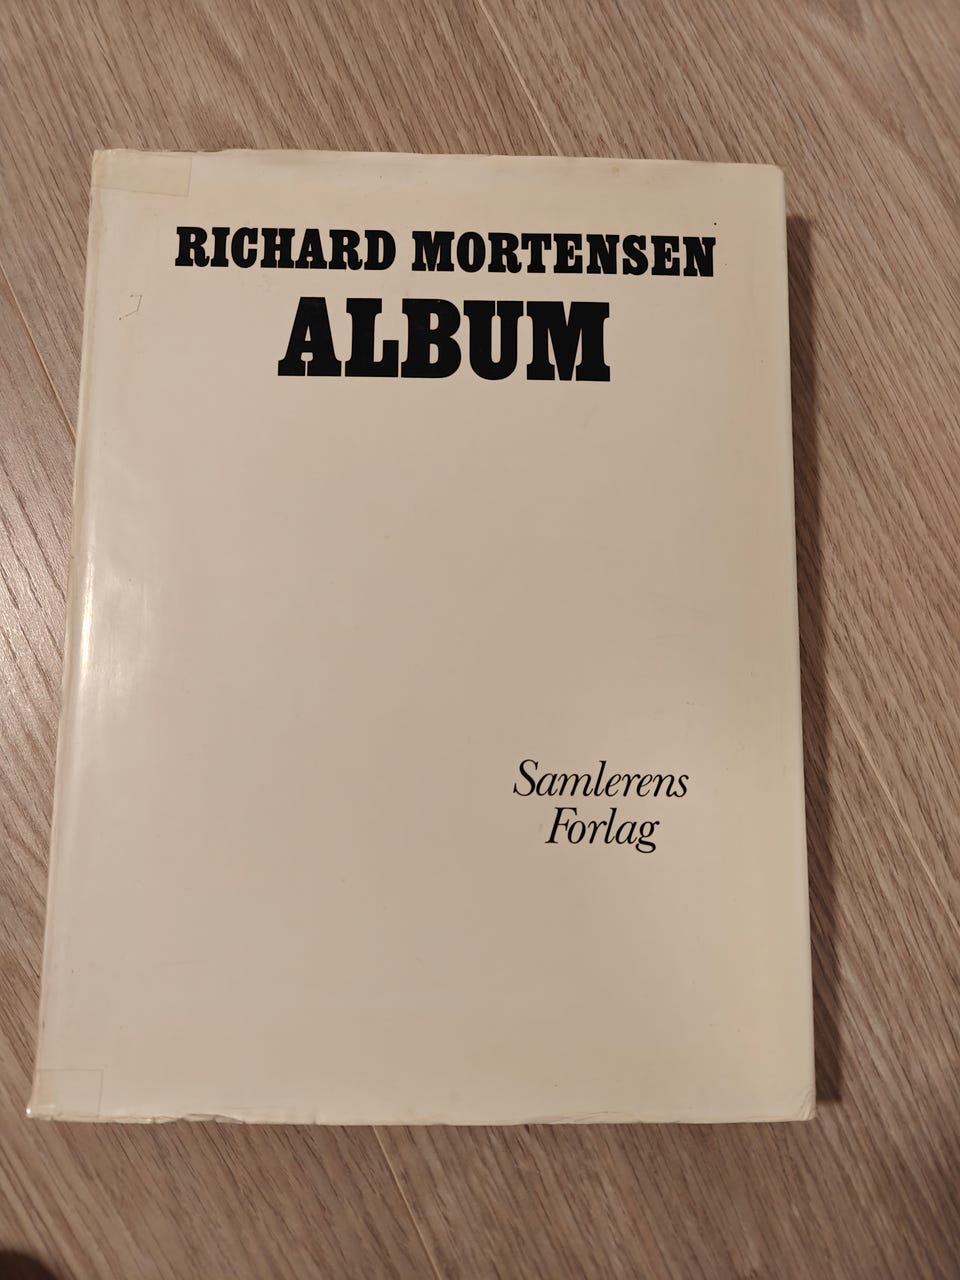 RICHARD MORTENSEN
ALBUM
Samlerens
Forlag